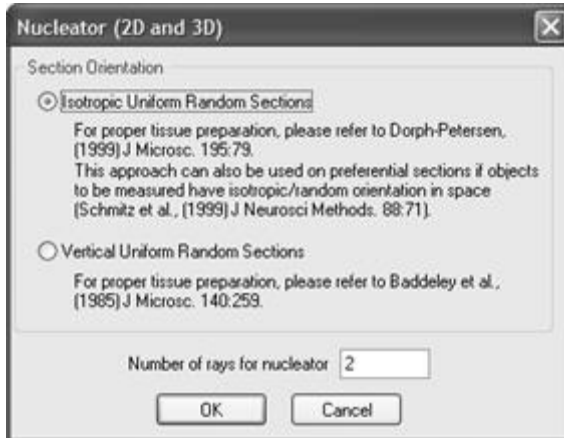 Nucleator (2D and 3D)
Section Orientation
Isotropic Uniform Random Sections
For proper tissue preparation, please refer to Dorph-Petersen,
(1999) J Microsc. 195:79.
This approach can also be used on preferential sections if objects
to be measured have isotropic/random orientation in space
(Schmitz et al., (1999) J Neurosci Methods. 88:71).
Vertical Uniform Random Sections
For proper tissue preparation, please refer to Baddeley et al.,
(1985) J Microsc. 140:259.
Number of rays for nucleator 2
OK Cancel